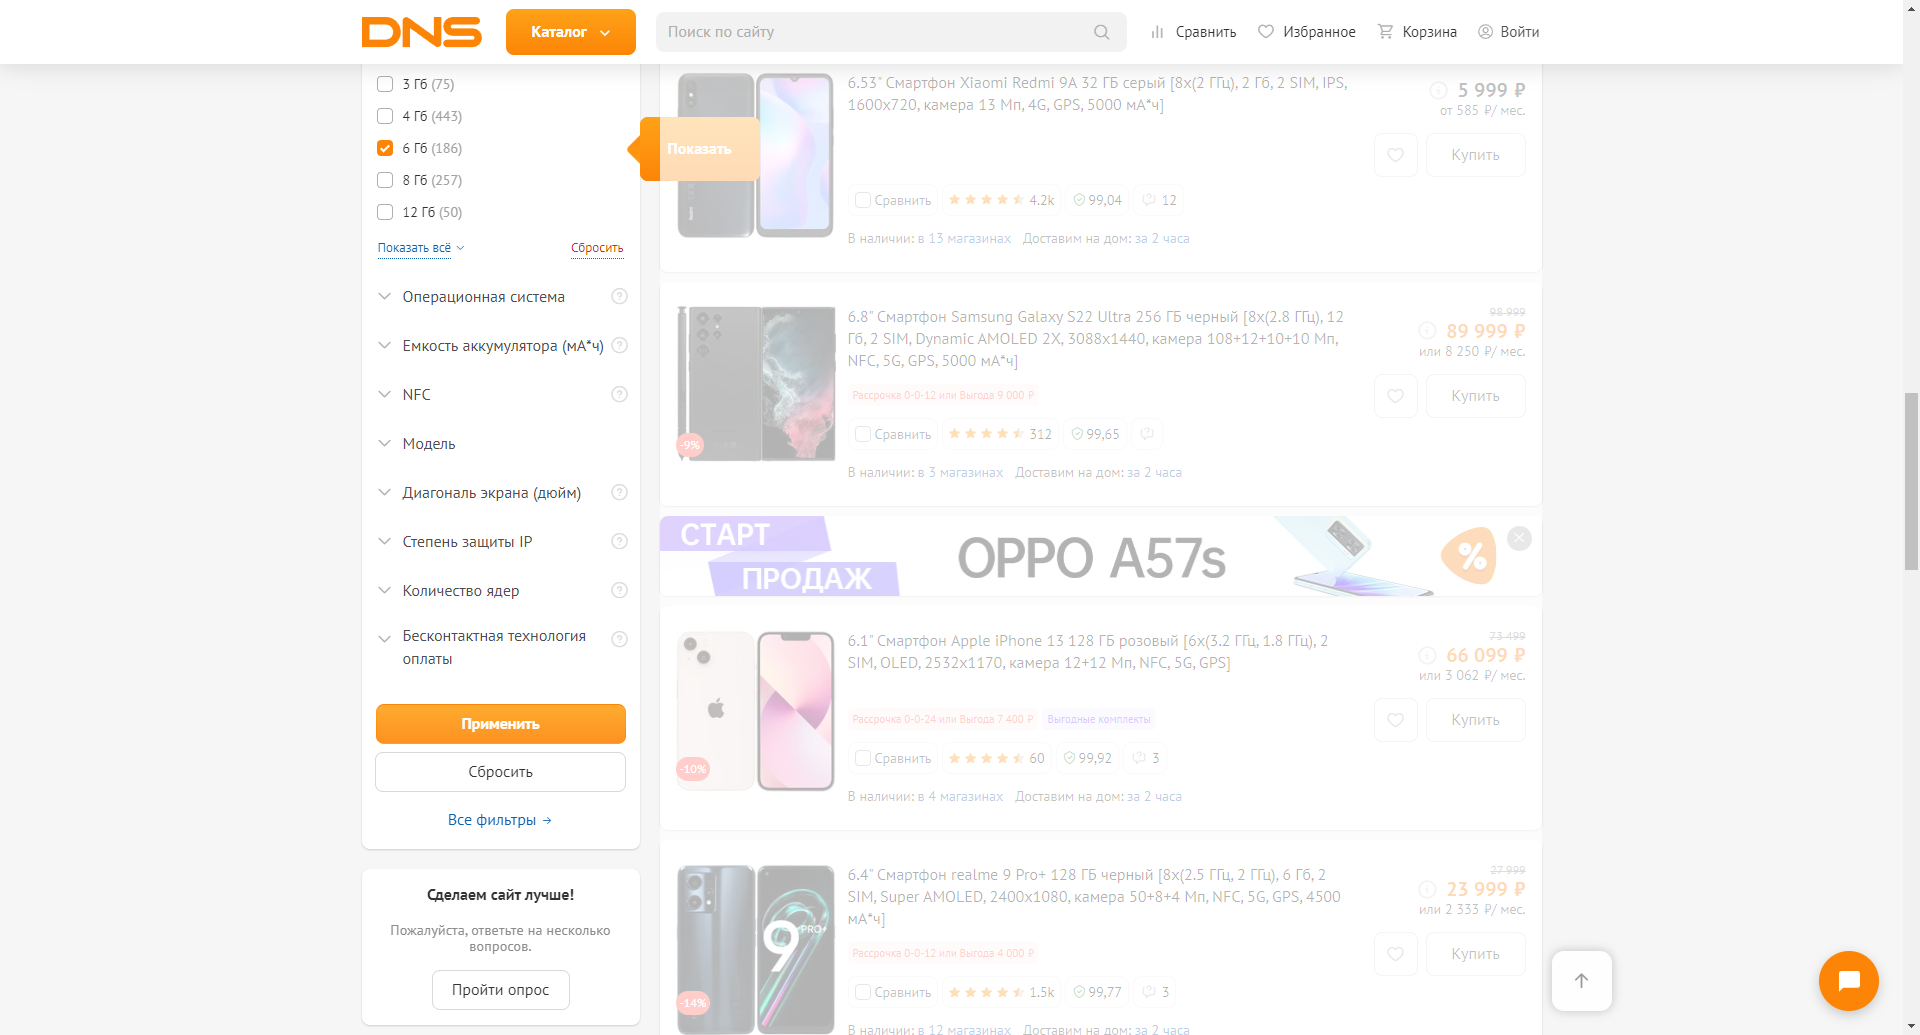 DNS
Каталог
Поиск по сайту
Сравнить
Избранное
Корзина
Войти
3 Гб (75)
4 Гб (443)
6 Гб (186)
8 Гб (257)
12 Гб (50)
Показать всё
Сбросить
Показать
Операционная система
Емкость аккумулятора (мА*ч)
NFC
Модель
Диагональ экрана (дюйм)
Степень защиты IP
Количество ядер
Бесконтактная технология
оплаты
Применить
Сбросить
Все фильтры →
Сделаем сайт лучше!
Пожалуйста, ответьте на несколько
вопросов.
Пройти опрос
6.53" Смартфон Xiaomi Redmi 9A 32 ГБ серый [8x(2 ГГц), 2 Гб, 2 SIM, IPS,
1600x720, камера 13 Мп, 4G, GPS, 5000 мА*ч]
5 999 ₽
от 585 ₽/ мес.
Купить
Сравнить
4.2k
99,04
12
В наличии: в 13 магазинах
Доставим на дом: за 2 часа
6.8" Смартфон Samsung Galaxy S22 Ultra 256 ГБ черный [8x(2.8 ГГц), 12
Гб, 2 SIM, Dynamic AMOLED 2X, 3088x1440, камера 108+12+10+10 Мп,
NFC, 5G, GPS, 5000 мА*ч]
98 999
89 999 ₽
или 8 250 ₽/ мес.
Купить
Рассрочка 0-0-12 или Выгода 9 000 ₽
-9%
Сравнить
312
99,65
В наличии: в 3 магазинах
Доставим на дом: за 2 часа
СТАРТ
ПРОДАЖ
OPPO A57s
%
6.1" Смартфон Apple iPhone 13 128 ГБ розовый [6x(3.2 ГГц, 1.8 ГГц), 2
SIM, OLED, 2532x1170, камера 12+12 Мп, NFC, 5G, GPS]
73 499
66 099 ₽
или 3 062 ₽/ мес.
Купить
Рассрочка 0-0-24 или Выгода 7 400 ₽
Выгодные комплекты
-10%
Сравнить
60
99,92
3
В наличии: в 4 магазинах
Доставим на дом: за 2 часа
6.4" Смартфон realme 9 Pro+ 128 ГБ черный [8x(2.5 ГГц, 2 ГГц), 6 Гб, 2
SIM, Super AMOLED, 2400x1080, камера 50+8+4 Мп, NFC, 5G, GPS, 4500
мА*ч]
27 999
23 999 ₽
или 2 333 ₽/ мес.
Купить
9 PRO+
Рассрочка 0-0-12 или Выгода 4 000 ₽
-14%
Сравнить
1.5k
99,77
3
В наличии: в 12 магазинах
Доставим на дом: за 2 часа